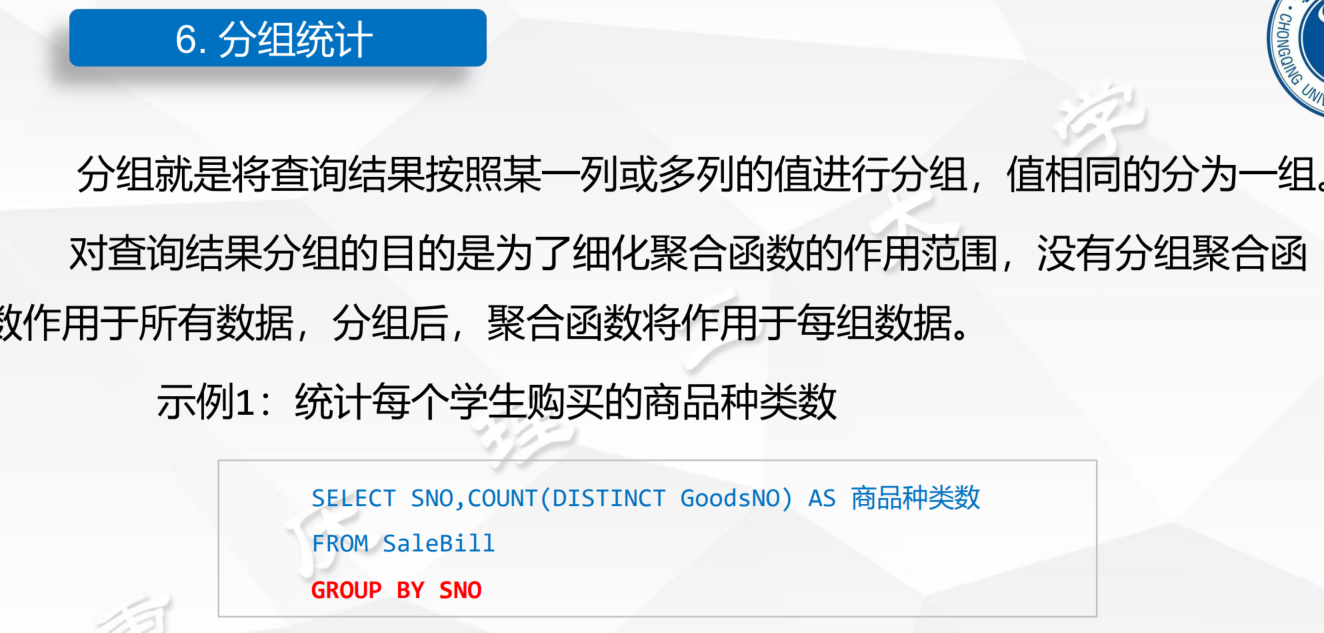 6. 分组统计
CHONGQING UNIV
分组就是将查询结果按照某一列或多列的值进行分组，值相同的分为一组。
对查询结果分组的目的是为了细化聚合函数的作用范围，没有分组聚合函
数作用于所有数据，分组后，聚合函数将作用于每组数据。
示例1：统计每个学生购买的商品种类数
SELECT SNO,COUNT(DISTINCT GoodsNO) AS 商品种类数
FROM SaleBill
GROUP BY SNO
重庆理工大学